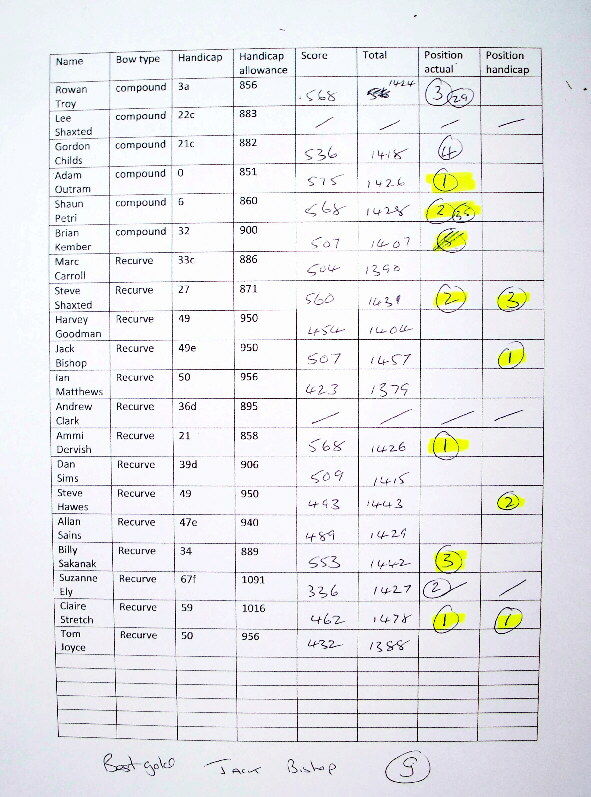 Name Bow type Handicap Handicap allowance Score Total Position actual Position handicap
Rowan Troy compound 3a 856 568 1424 3 29
Lee Shaxted compound 22c 883 / / / /
Gordon Childs compound 21c 882 536 1418 4
Adam Outram compound 0 851 575 1426 1
Shaun Petri compound 6 860 568 1428 2 35
Brian Kember compound 32 900 507 1407
Marc Carroll Recurve 33c 886 504 1390
Steve Shaxted Recurve 27 871 560 1431 2 3
Harvey Goodman Recurve 49 950 454 1404
Jack Bishop Recurve 49e 950 507 1457 1
Ian Matthews Recurve 50 956 423 1379
Andrew Clark Recurve 36d 895 / / / /
Ammi Dervish Recurve 21 858 568 1426 1
Dan Sims Recurve 39d 906 509 1415
Steve Hawes Recurve 49 950 493 1443 2
Allan Sains Recurve 47e 940 489 1429
Billy Sakanak Recurve 34 889 553 1442 3
Suzanne Ely Recurve 67f 1091 336 1427 2 / /
Claire Stretch Recurve 59 1016 462 1478 1 1
Tom Joyce Recurve 50 956 432 1388
Best gold Jack Bishop